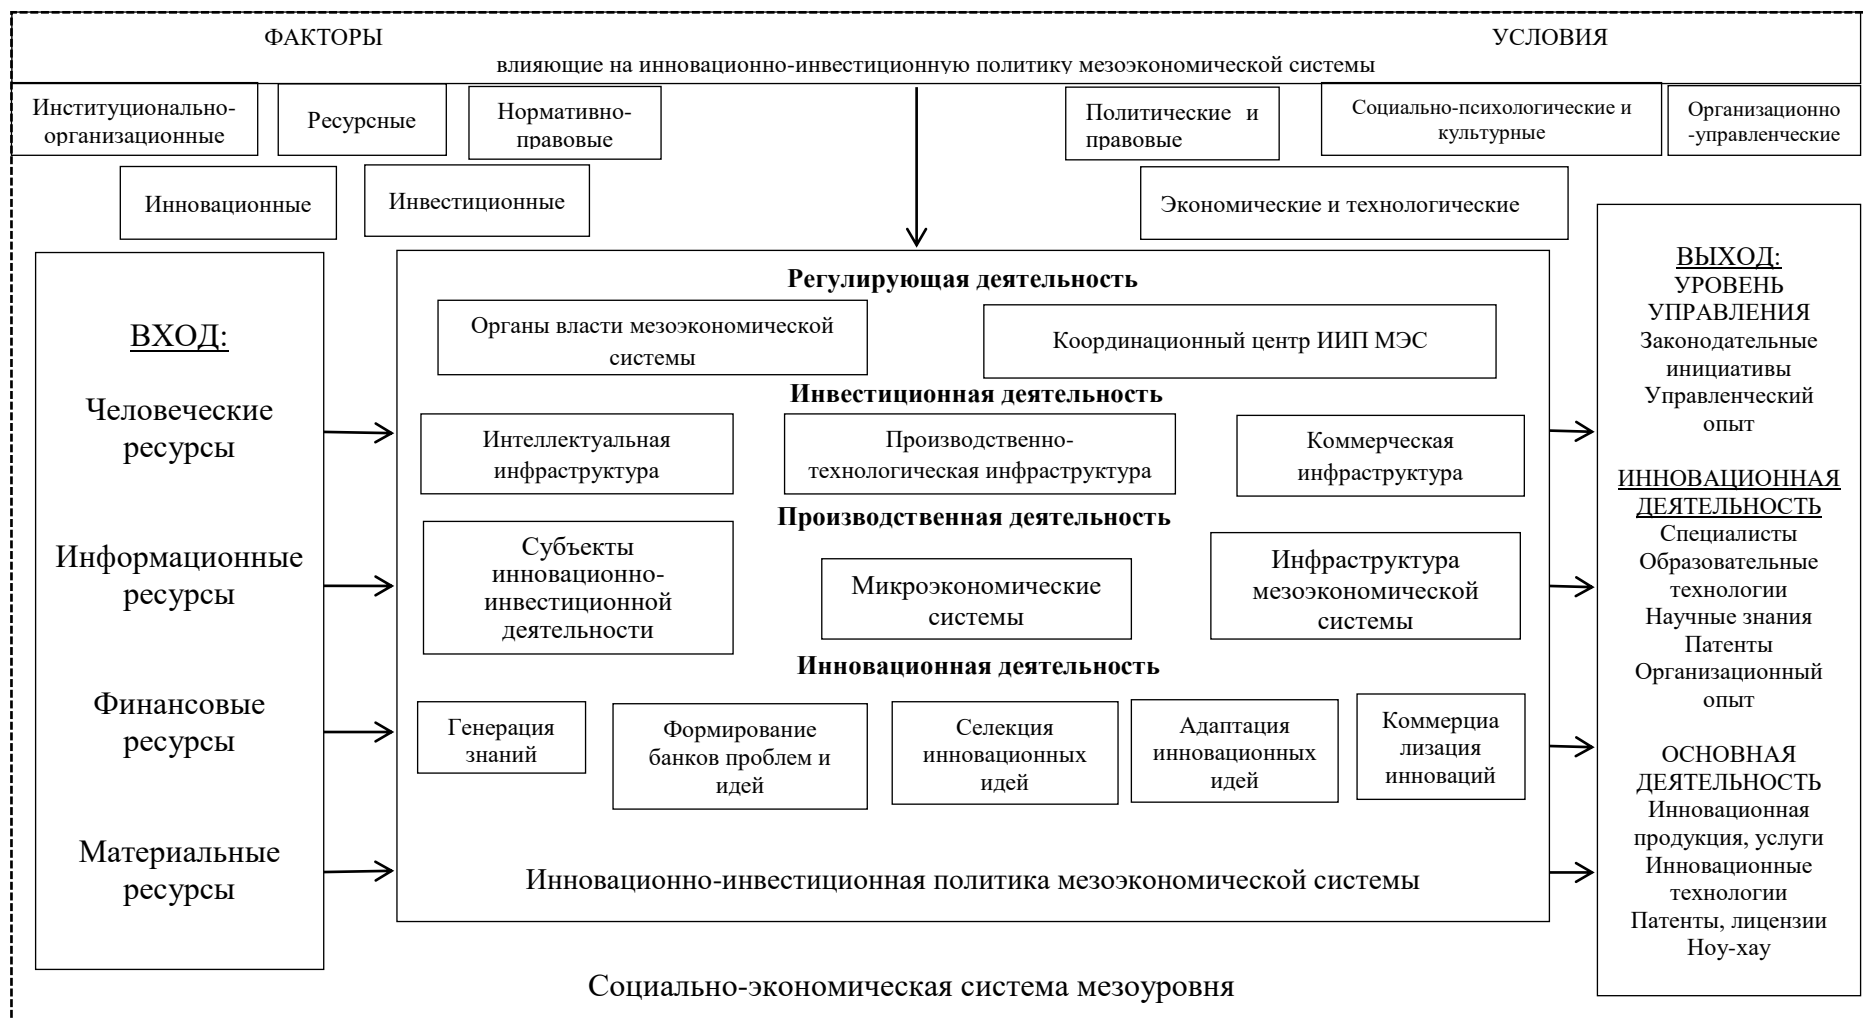 ФАКТОРЫ
УСЛОВИЯ
влияющие на инновационно-инвестиционную политику мезоэкономической системы
Институционально-
организационные
Ресурсные
Нормативно-
правовые
Политические и
правовые
Социально-психологические и
культурные
Организационно
-управленческие
Инновационные
Инвестиционные
Экономические и технологические
ВХОД:
Человеческие
ресурсы
Информационные
ресурсы
Финансовые
ресурсы
Материальные
ресурсы
Регулирующая деятельность
Органы власти мезоэкономической
системы
Координационный центр ИИП МЭС
Инвестиционная деятельность
Интеллектуальная
инфраструктура
Производственно-
технологическая инфраструктура
Коммерческая
инфраструктура
Производственная деятельность
Субъекты
инновационно-
инвестиционной
деятельности
Микроэкономические
системы
Инфраструктура
мезоэкономической
системы
Инновационная деятельность
Генерация
знаний
Формирование
банков проблем и
идей
Селекция
инновационных
идей
Адаптация
инновационных
идей
Коммерциа
лизация
инноваций
Инновационно-инвестиционная политика мезоэкономической системы
ВЫХОД:
УРОВЕНЬ
УПРАВЛЕНИЯ
Законодательные
инициативы
Управленческий
опыт
ИННОВАЦИОННАЯ
ДЕЯТЕЛЬНОСТЬ
Специалисты
Образовательные
технологии
Научные знания
Патенты
Организационный
опыт
ОСНОВНАЯ
ДЕЯТЕЛЬНОСТЬ
Инновационная
продукция, услуги
Инновационные
технологии
Патенты, лицензии
Ноу-хау
Социально-экономическая система мезоуровня